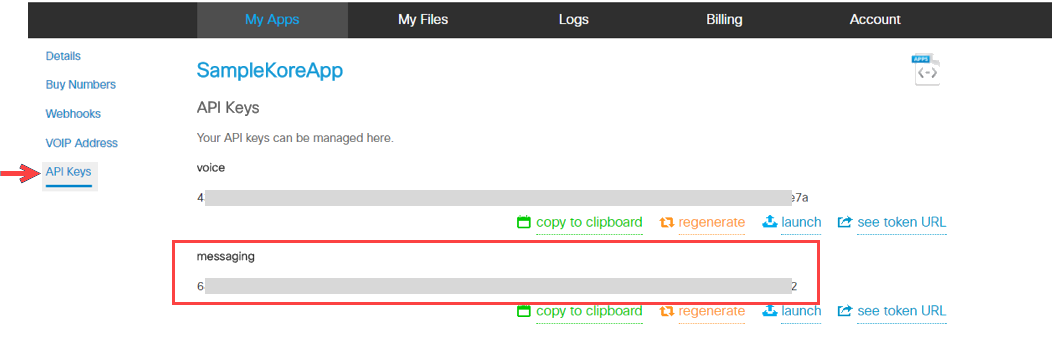 My Apps My Files Logs Billing Account
Details
Buy Numbers
Webhooks
VOIP Address
API Keys
SampleKoreApp
APPS
API Keys
Your API keys can be managed here.
voice
4 e7a
copy to clipboard regenerate launch see token URL
messaging
6 2
copy to clipboard regenerate launch see token URL